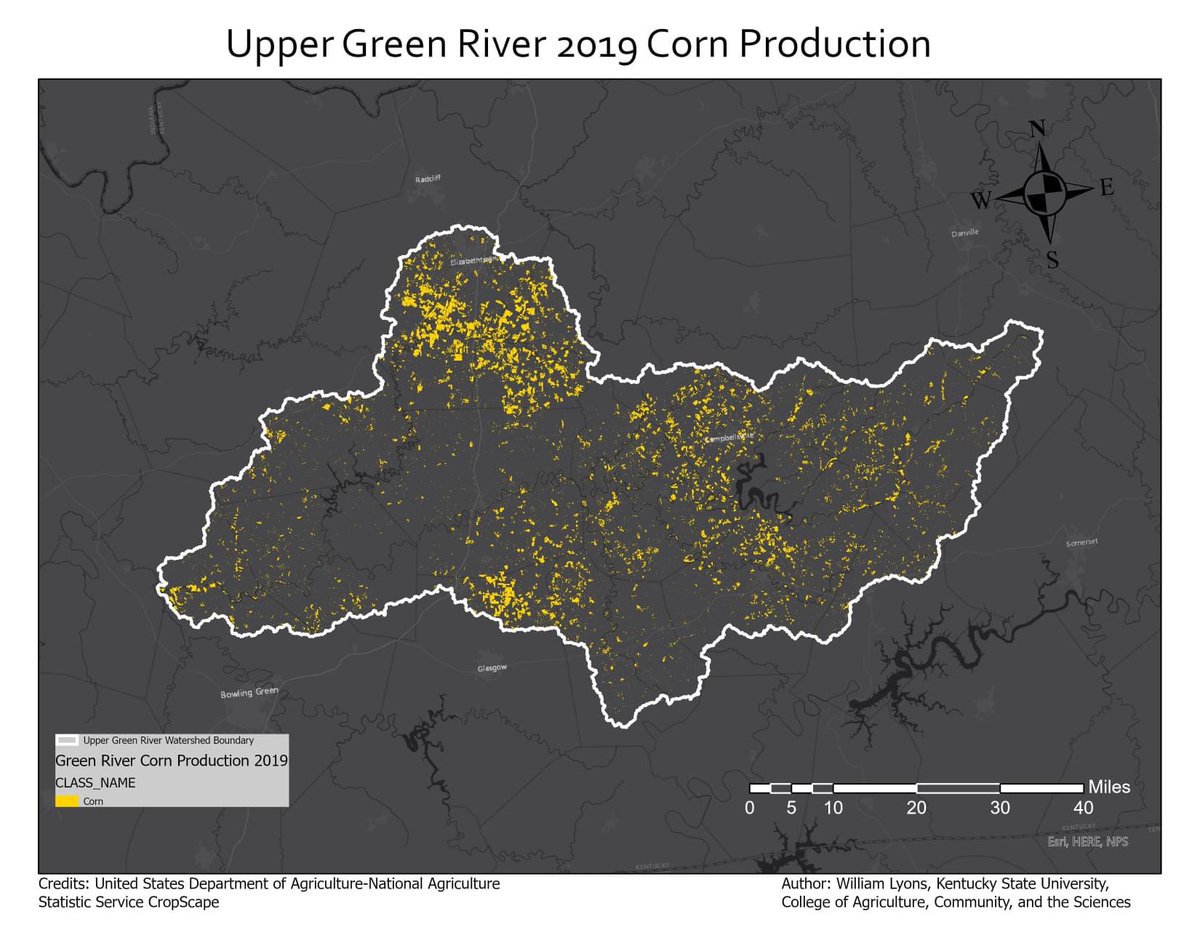 Upper Green River 2019 Corn Production
INDIANA
KENTUCKY
N
W
E
S
Radcliff
Danville
Elizabethtown
Campbellsville
Somerset
Glasgow
Bowling Green
Upper Green River Watershed Boundary
Green River Corn Production 2019
CLASS_NAME
Corn
Miles
0 5 10 20 30 40
KENTUCKY
Esri, HERE, NPS
KENTUCKY
Credits: United States Department of Agriculture-National Agriculture
Statistic Service CropScape
Author: William Lyons, Kentucky State University,
College of Agriculture, Community, and the Sciences